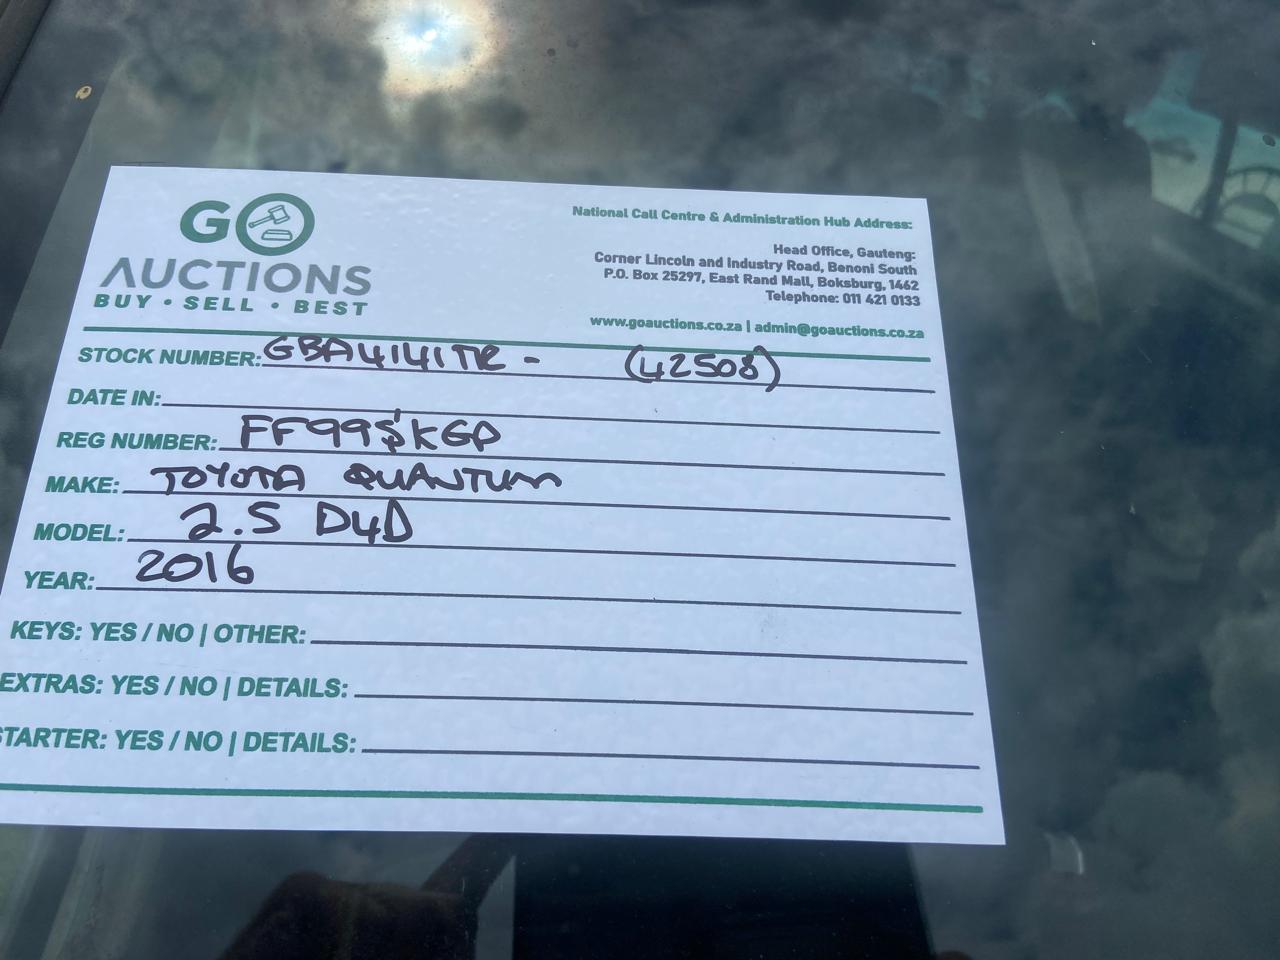 GO
AUCTIONS
BUY • SELL • BEST
National Call Centre & Administration Hub Address:
Head Office, Gauteng:
Corner Lincoln and Industry Road, Benoni South
P.O. Box 25297, East Rand Mall, Boksburg, 1462
Telephone: 011 421 0133
www.goauctions.co.za | admin@goauctions.co.za
STOCK NUMBER: GBA4141TR - (42508)
DATE IN:
REG NUMBER:
MAKE: TOYOTA QUANTUM
MODEL: 2.5 D4D
YEAR: 2016
KEYS: YES / NO | OTHER:
EXTRAS: YES / NO | DETAILS:
STARTER: YES / NO | DETAILS: